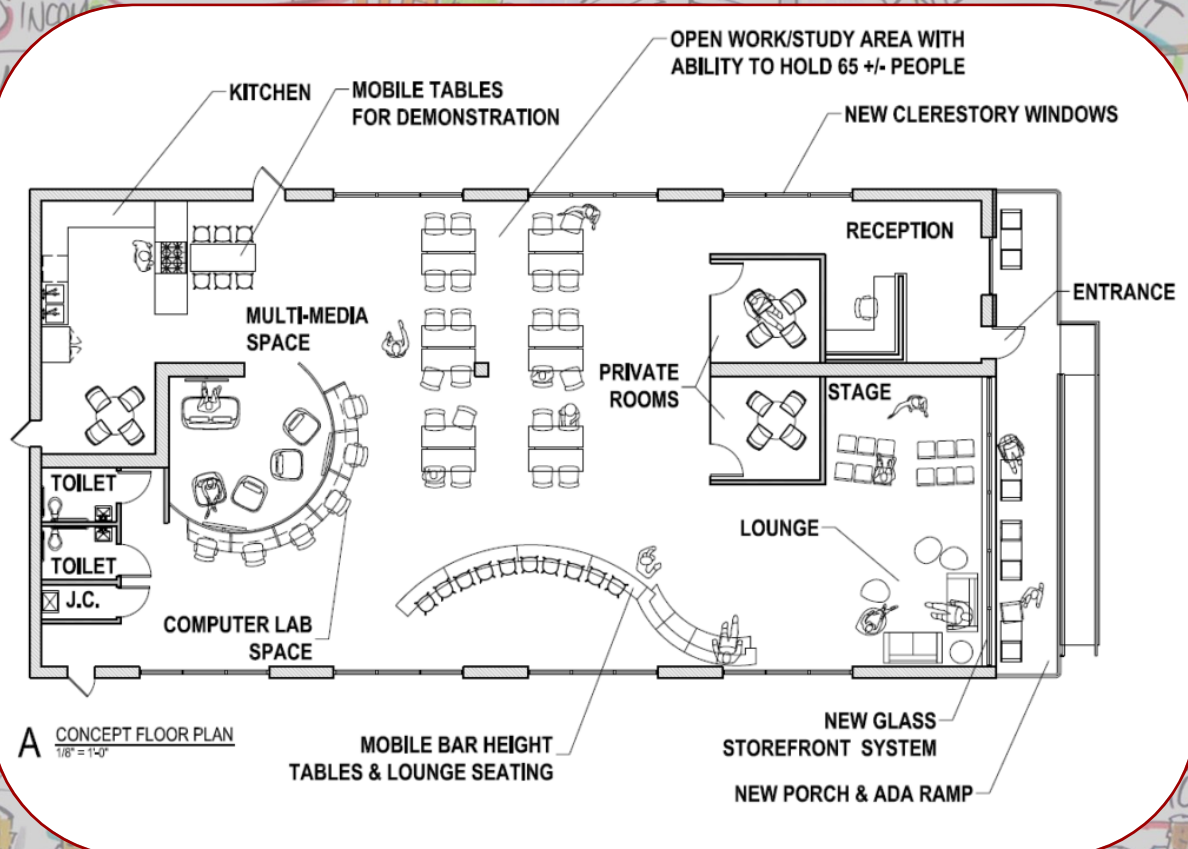 INCOM
ENT
OPEN WORK/STUDY AREA WITH
ABILITY TO HOLD 65 +/- PEOPLE
KITCHEN
MOBILE TABLES
FOR DEMONSTRATION
NEW CLERESTORY WINDOWS
RECEPTION
ENTRANCE
MULTI-MEDIA
SPACE
PRIVATE
ROOMS
STAGE
TOILET
LOUNGE
TOILET
J.C.
COMPUTER LAB
SPACE
A CONCEPT FLOOR PLAN
1/8" = 1'-0"
MOBILE BAR HEIGHT
TABLES & LOUNGE SEATING
NEW GLASS
STOREFRONT SYSTEM
NEW PORCH & ADA RAMP